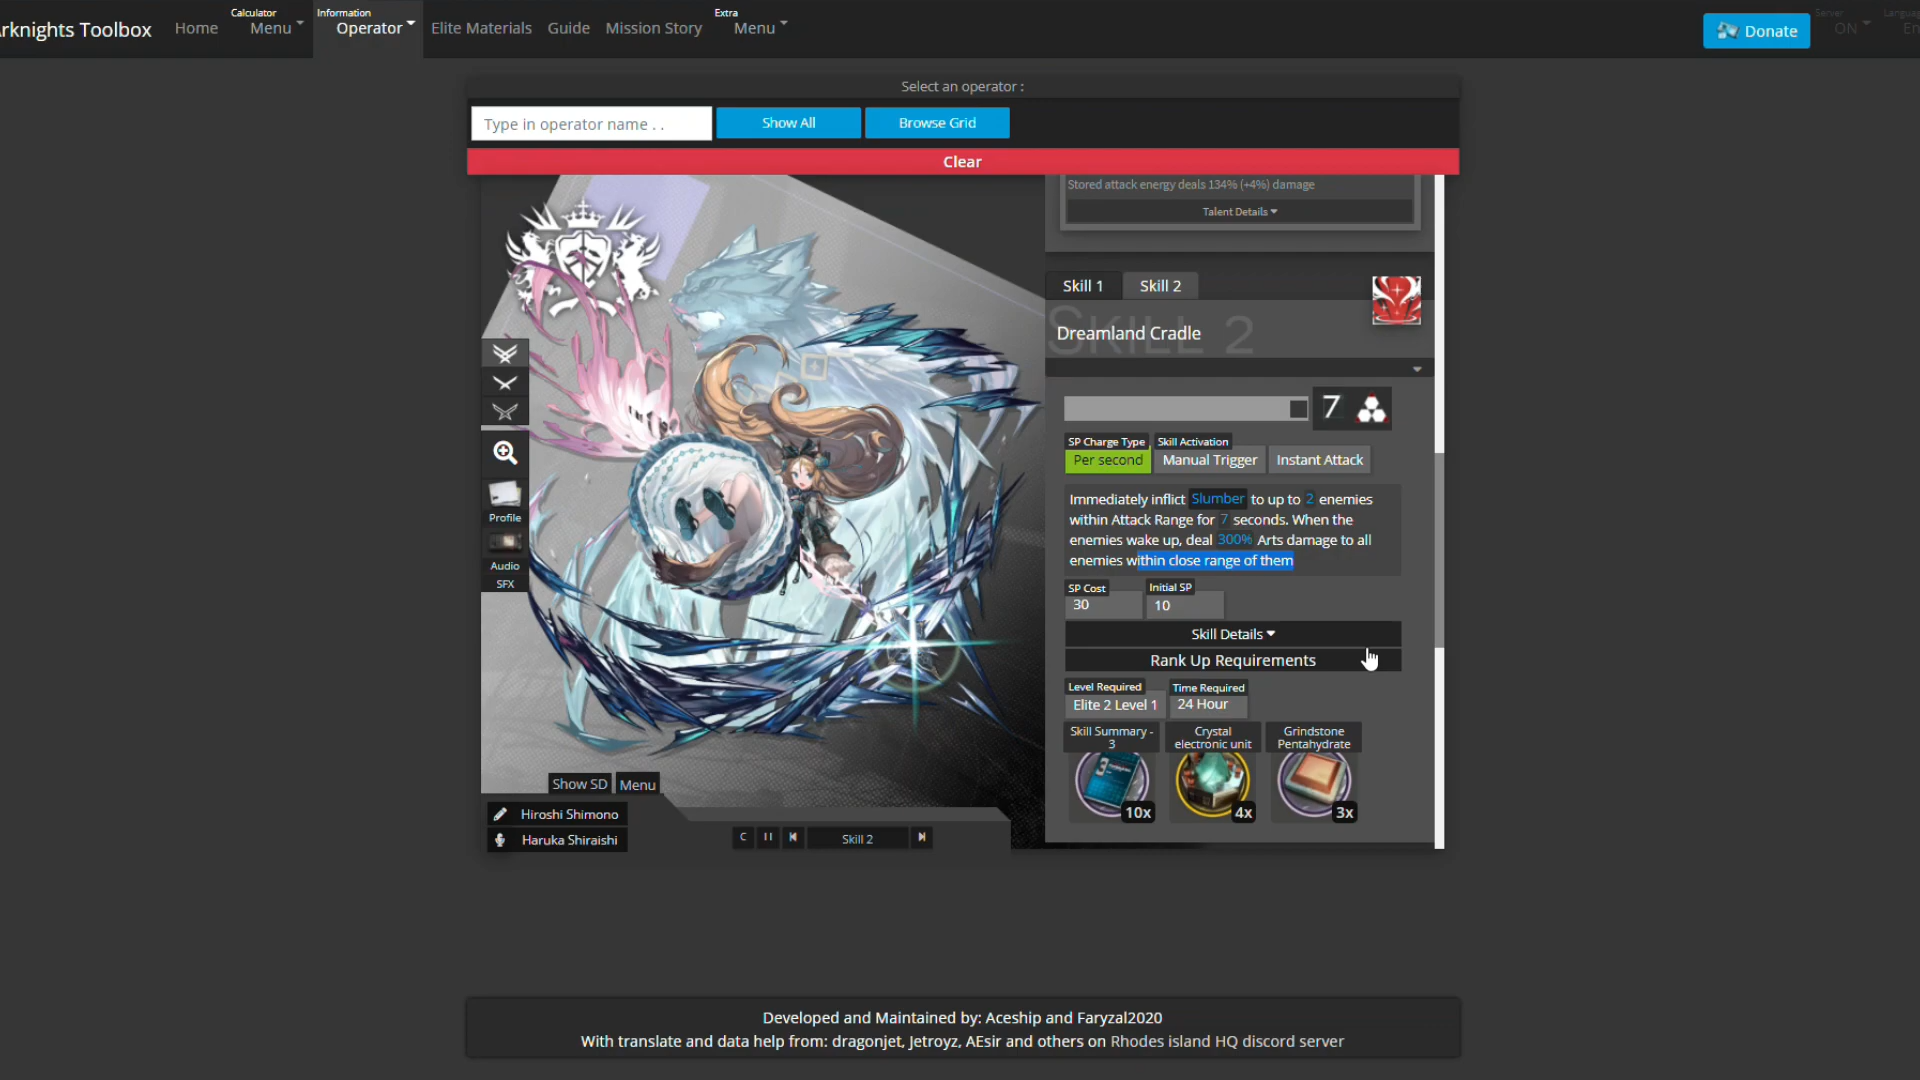 rknights Toolbox
Home
Calculator
Menu
Information
Operator
Elite Materials
Guide
Mission Story
Extra
Menu
Donate
Server
ON
Languag
En
Select an operator :
Type in operator name . .
Show All
Browse Grid
Clear
Stored attack energy deals 134% (+4%) damage
Talent Details
Skill 1
Skill 2
SKILL 2
Dreamland Cradle
7
SP Charge Type
Skill Activation
Per second
Manual Trigger
Instant Attack
Immediately inflict Slumber to up to 2 enemies
within Attack Range for 7 seconds. When the
enemies wake up, deal 300% Arts damage to all
enemies within close range of them
SP Cost
30
Initial SP
10
Skill Details
Rank Up Requirements
Level Required
Elite 2 Level 1
Time Required
24 Hour
Skill Summary -
3
Crystal
electronic unit
Grindstone
Pentahydrate
10x
4x
3x
Profile
Audio
SFX
Show SD
Menu
Hiroshi Shimono
Haruka Shiraishi
C
Skill 2
Developed and Maintained by: Aceship and Faryzal2020
With translate and data help from: dragonjet, Jetroyz, AEsir and others on Rhodes island HQ discord server